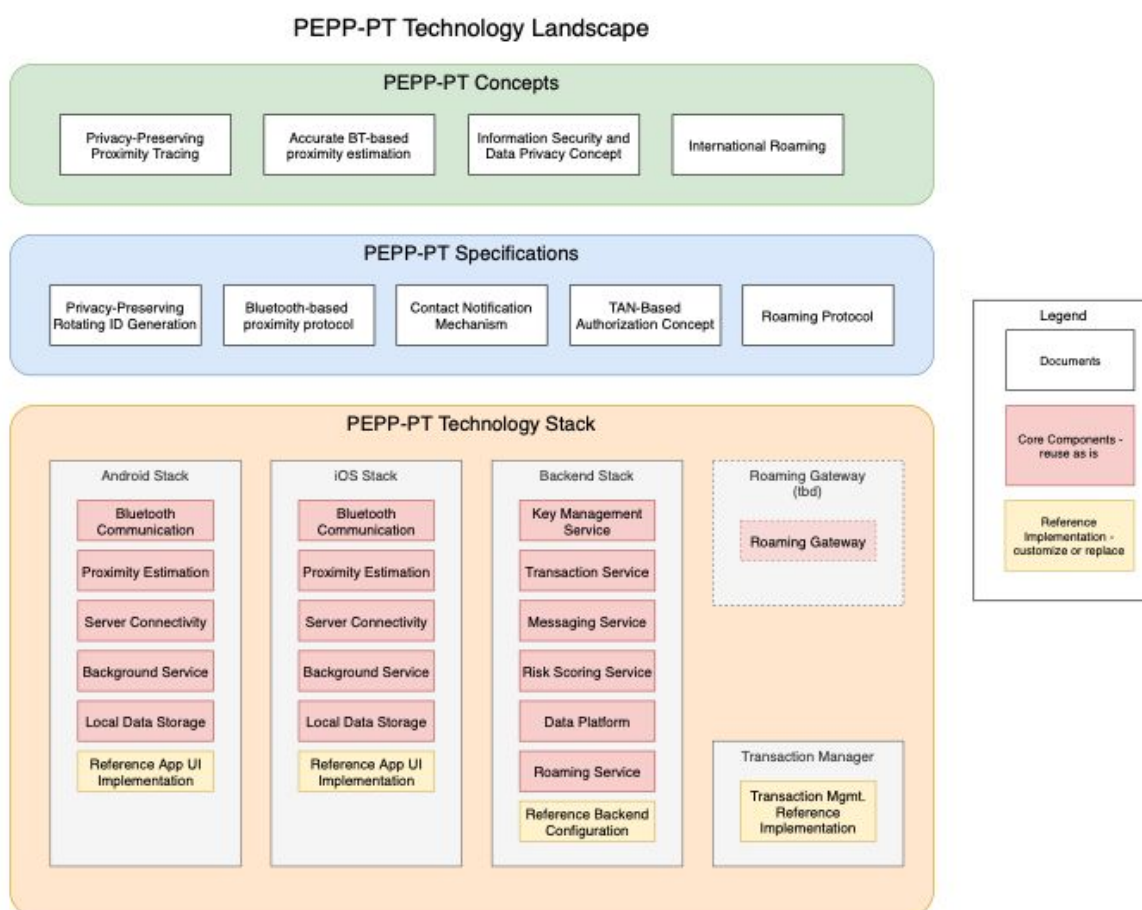 PEPP-PT Technology Landscape
PEPP-PT Concepts
Privacy-Preserving
Proximity Tracing
Accurate BT-based
proximity estimation
Information Security and
Data Privacy Concept
International Roaming
PEPP-PT Specifications
Privacy-Preserving
Rotating ID Generation
Bluetooth-based
proximity protocol
Contact Notification
Mechanism
TAN-Based
Authorization Concept
Roaming Protocol
PEPP-PT Technology Stack
Android Stack
Bluetooth
Communication
Proximity Estimation
Server Connectivity
Background Service
Local Data Storage
Reference App UI
Implementation
iOS Stack
Bluetooth
Communication
Proximity Estimation
Server Connectivity
Background Service
Local Data Storage
Reference App UI
Implementation
Backend Stack
Key Management
Service
Transaction Service
Messaging Service
Risk Scoring Service
Data Platform
Roaming Service
Reference Backend
Configuration
Roaming Gateway
(tbd)
Roaming Gateway
Transaction Manager
Transaction Mgmt.
Reference
Implementation
Legend
Documents
Core Components -
reuse as is
Reference
Implementation -
customize or replace